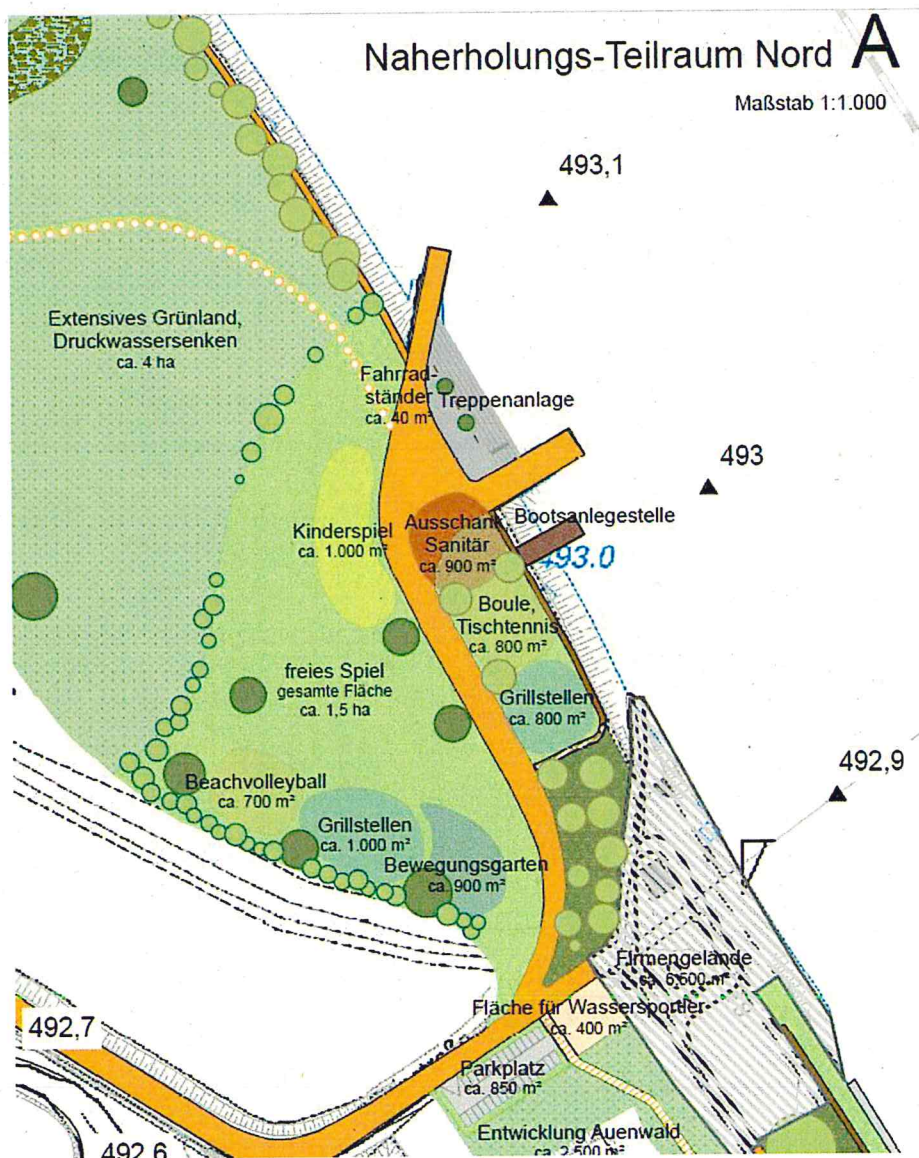 Naherholungs-Teilraum Nord A
Maßstab 1:1.000
493,1
Extensives Grünland,
Druckwassersenken
ca. 4 ha
Fahrrad-
ständer
ca. 40 m²
Treppenanlage
493
Kinderspiel
ca. 1.000 m²
Ausschank
Sanitär
ca. 900 m²
Bootsanlegestelle
493.0
Boule,
Tischtennis
ca. 800 m²
freies Spiel
gesamte Fläche
ca. 1,5 ha
Grillstellen
ca. 800 m²
492,9
Beachvolleyball
ca. 700 m²
Grillstellen
ca. 1.000 m²
Bewegungsgarten
ca. 900 m²
Firmengelände
ca. 6.600 m²
Fläche für Wassersportler
ca. 400 m²
492,7
Parkplatz
ca. 850 m²
Entwicklung Auenwald
ca. 2.500 m²
492,6